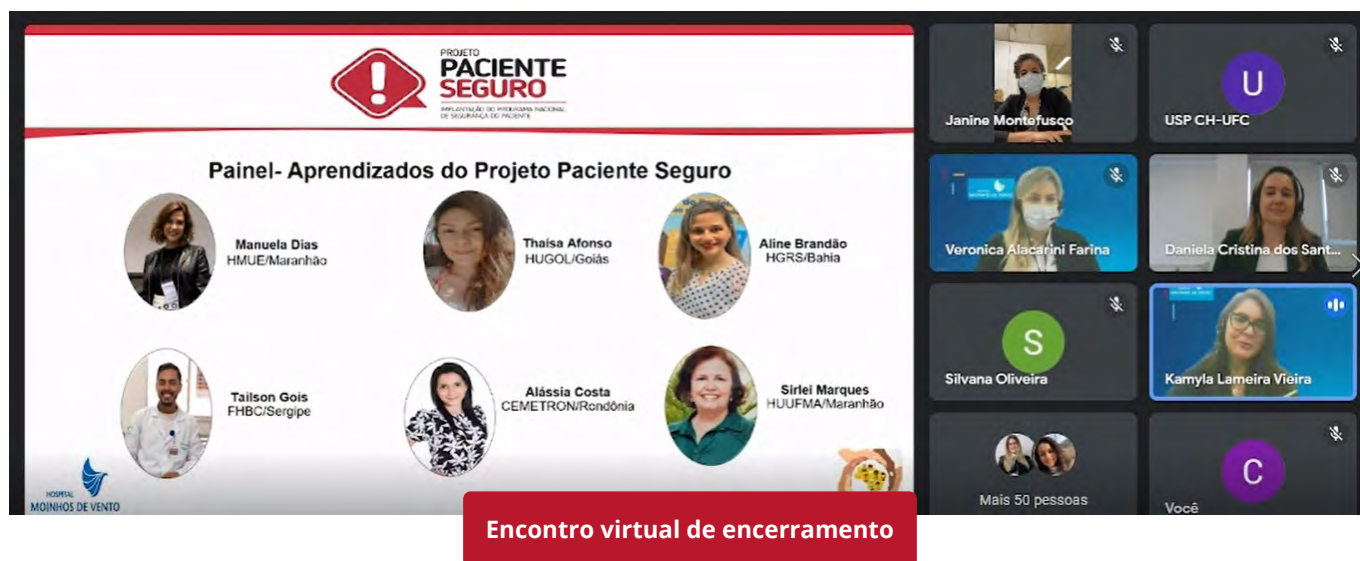 PROJETO
PACIENTE
SEGURO
IMPLANTAÇÃO DO PROGRAMA NACIONAL
DE SEGURANÇA DO PACIENTE
Painel- Aprendizados do Projeto Paciente Seguro
Manuela Dias
HMUE/Maranhão
Thaísa Afonso
HUGOL/Goiás
Aline Brandão
HGRS/Bahia
Tailson Gois
FHBC/Sergipe
Alássia Costa
CEMETRON/Rondônia
Sirlei Marques
HUUFMA/Maranhão
HOSPITAL
MOINHOS DE VENTO
Janine Montefusco
U
USP CH-UFC
MOINHOS DE VENTO
Veronica Alacarini Farina
Daniela Cristina dos Sant...
S
Silvana Oliveira
Kamyla Lameira Vieira
Mais 50 pessoas
C
Você
Encontro virtual de encerramento